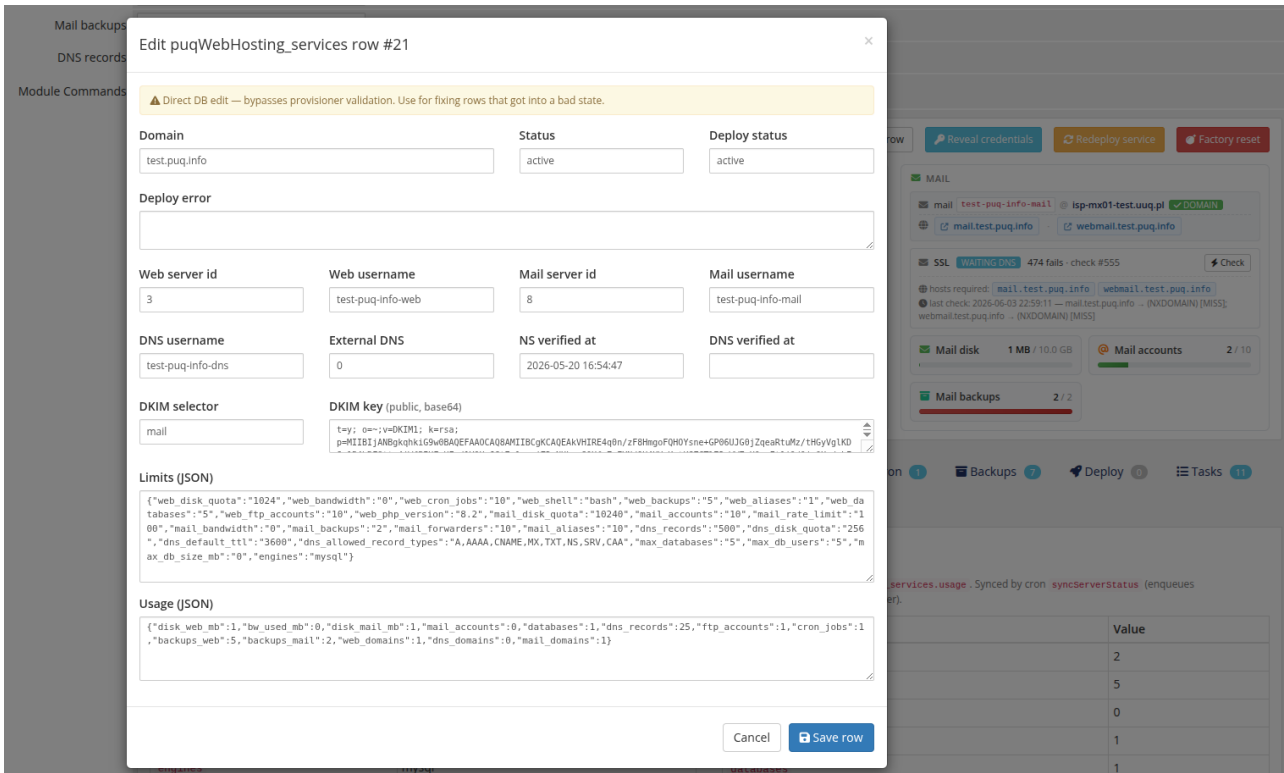 Mail backups
DNS records
Module Commands
Edit puqWebHosting_services row #21
×
Direct DB edit — bypasses provisioner validation. Use for fixing rows that got into a bad state.
Domain
Status
Deploy status
test.puq.info
active
active
Deploy error
Web server id
Web username
Mail server id
Mail username
3
test-puq-info-web
8
test-puq-info-mail
DNS username
External DNS
NS verified at
DNS verified at
test-puq-info-dns
0
2026-05-20 16:54:47
DKIM selector
DKIM key (public, base64)
mail
t=y; o=~;v=DKIM1; k=rsa;
Limits (JSON)
{"web_disk_quota":"1024","web_bandwidth":"0","web_cron_jobs":"10","web_shell":"bash","web_backups":"5","web_aliases":"1","web_da
tabases":"5","web_ftp_accounts":"10","web_php_version":"8.2","mail_disk_quota":"10240","mail_accounts":"10","mail_rate_limit":"1
00","mail_bandwidth":"0","mail_backups":"2","mail_forwarders":"10","mail_aliases":"10","dns_records":"500","dns_disk_quota":"256
","dns_default_ttl":"3600","dns_allowed_record_types":"A,AAAA,CNAME,MX,TXT,NS,SRV,CAA","max_databases":"5","max_db_users":"5","m
ax_db_size_mb":"0","engines":"mysql"}
Usage (JSON)
{"disk_web_mb":1,"bw_used_mb":0,"disk_mail_mb":1,"mail_accounts":0,"databases":1,"dns_records":25,"ftp_accounts":1,"cron_jobs":1
,"backups_web":5,"backups_mail":2,"web_domains":1,"dns_domains":0,"mail_domains":1}
Cancel
Save row
row
Reveal credentials
Redeploy service
Factory reset
MAIL
mail test-puq-info-mail @ isp-mx01-test.uuq.pl DOMAIN
mail.test.puq.info · webmail.test.puq.info
SSL WAITING DNS 474 fails · check #555 Check
hosts required: mail.test.puq.info webmail.test.puq.info
last check: 2026-06-03 22:59:11 — mail.test.puq.info → (NXDOMAIN) [MISS];
webmail.test.puq.info → (NXDOMAIN) [MISS]
Mail disk 1 MB / 10.0 GB
Mail accounts 2 / 10
Mail backups 2 / 2
on 1 Backups 7 Deploy 0 Tasks 11
_services.usage. Synced by cron syncServerStatus (enqueues
er).
Value
2
5
0
1
engines
mysql
databases
1